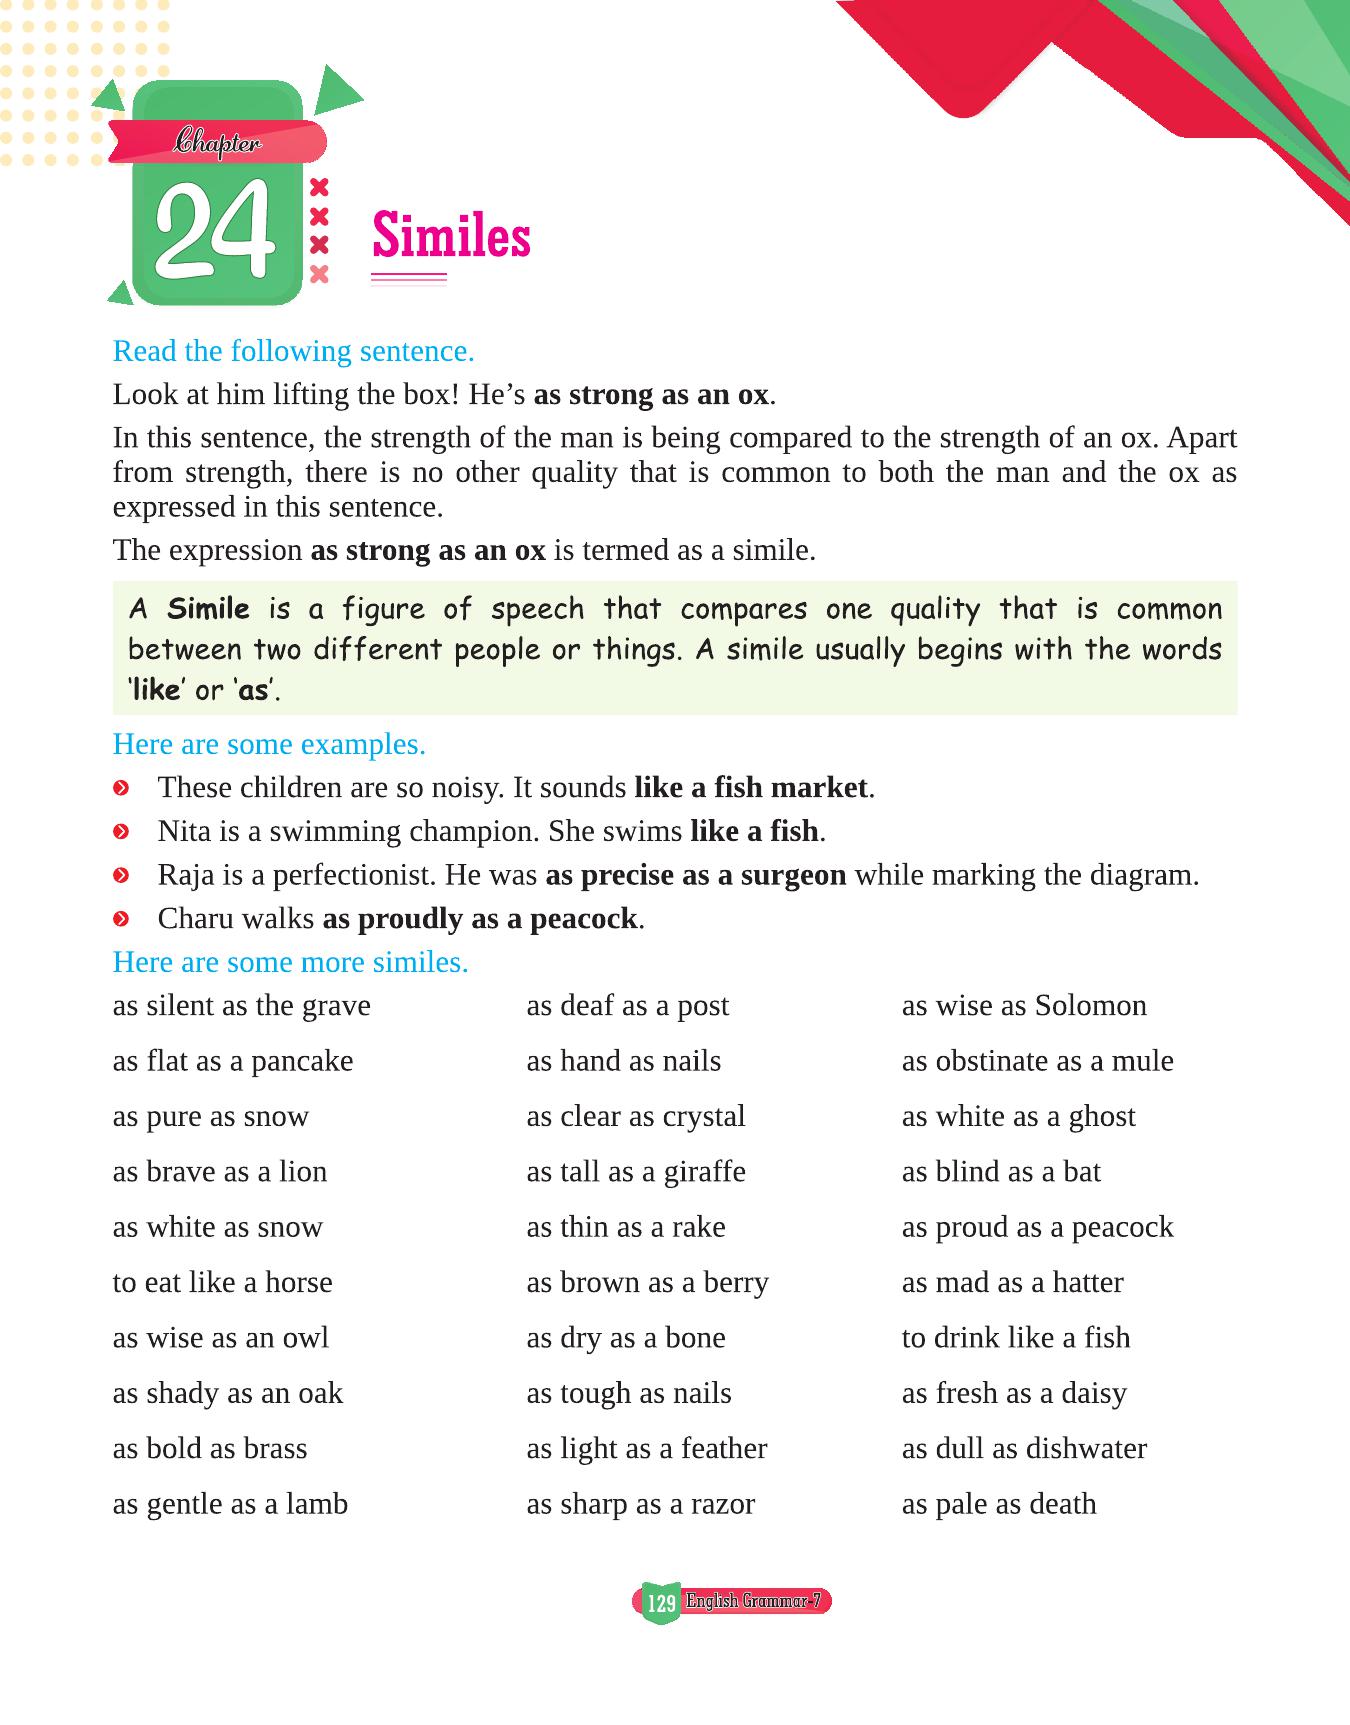 Chapter
24
Similes
Read the following sentence.
Look at him lifting the box! He’s as strong as an ox.
In this sentence, the strength of the man is being compared to the strength of an ox. Apart
from strength, there is no other quality that is common to both the man and the ox as
expressed in this sentence.
The expression as strong as an ox is termed as a simile.
A Simile is a figure of speech that compares one quality that is common
between two different people or things. A simile usually begins with the words
‘like’ or ‘as’.
Here are some examples.
These children are so noisy. It sounds like a fish market.
Nita is a swimming champion. She swims like a fish.
Raja is a perfectionist. He was as precise as a surgeon while marking the diagram.
Charu walks as proudly as a peacock.
Here are some more similes.
as silent as the grave as deaf as a post as wise as Solomon
as flat as a pancake as hand as nails as obstinate as a mule
as pure as snow as clear as crystal as white as a ghost
as brave as a lion as tall as a giraffe as blind as a bat
as white as snow as thin as a rake as proud as a peacock
to eat like a horse as brown as a berry as mad as a hatter
as wise as an owl as dry as a bone to drink like a fish
as shady as an oak as tough as nails as fresh as a daisy
as bold as brass as light as a feather as dull as dishwater
as gentle as a lamb as sharp as a razor as pale as death
129 English Grammar-7